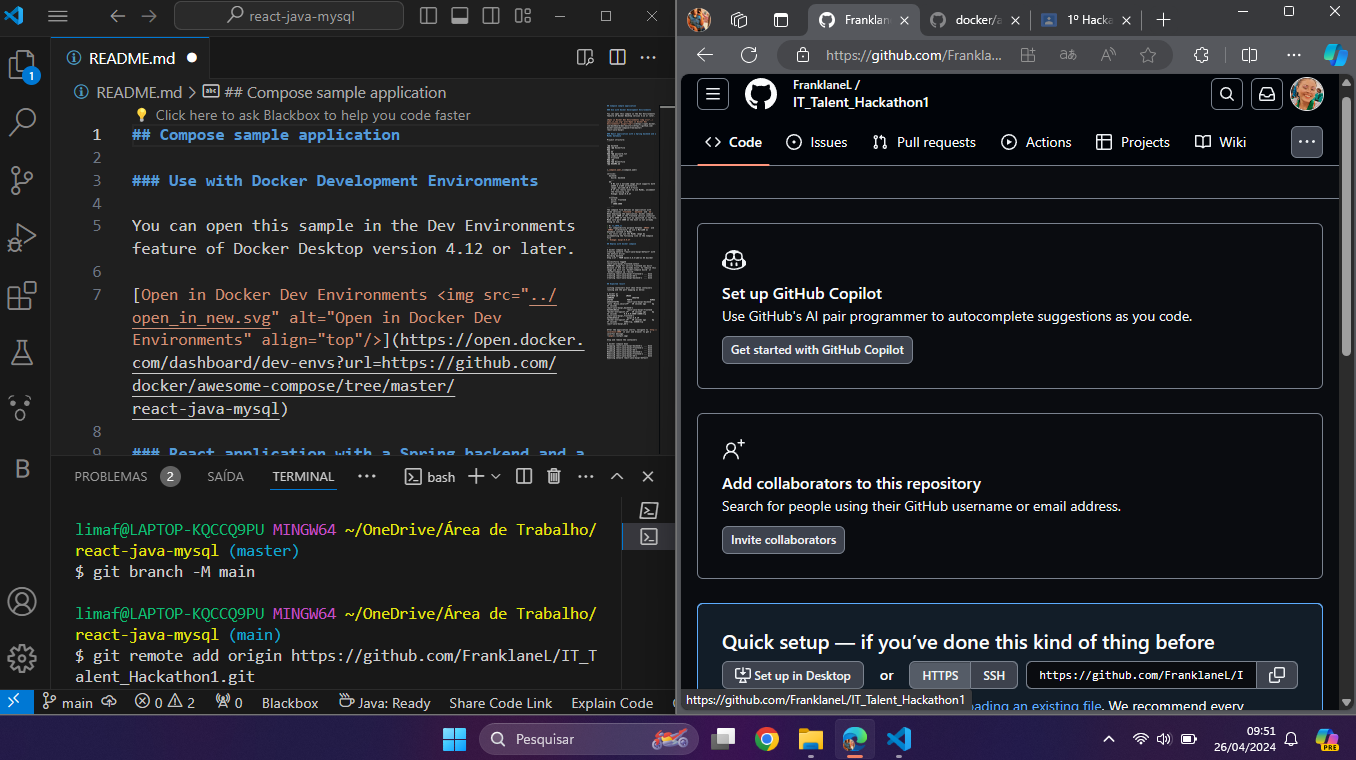 react-java-mysql
README.md
README.md > ## Compose sample application
Click here to ask Blackbox to help you code faster
1 ## Compose sample application
2
3 ### Use with Docker Development Environments
4
5 You can open this sample in the Dev Environments
feature of Docker Desktop version 4.12 or later.
6
7 [Open in Docker Dev Environments <img src="../
open_in_new.svg" alt="Open in Docker Dev
Environments" align="top"/>](https://open.docker.
com/dashboard/dev-envs?url=https://github.com/
docker/awesome-compose/tree/master/
react-java-mysql)
8
9 ### React application with a Spring backend and a
1
B
PROBLEMAS 2 SAÍDA TERMINAL ... bash
limaf@LAPTOP-KQCCQ9PU MINGW64 ~/OneDrive/Área de Trabalho/
react-java-mysql (master)
$ git branch -M main
limaf@LAPTOP-KQCCQ9PU MINGW64 ~/OneDrive/Área de Trabalho/
react-java-mysql (main)
$ git remote add origin https://github.com/FranklaneL/IT_T
alent_Hackathon1.git
main 0 2 0 Blackbox Java: Ready Share Code Link Explain Code
Franklane
docker/a
1º Hacka
https://github.com/Frankla...
FranklaneL /
IT_Talent_Hackathon1
Code Issues Pull requests Actions Projects Wiki
Set up GitHub Copilot
Use GitHub's AI pair programmer to autocomplete suggestions as you code.
Get started with GitHub Copilot
Add collaborators to this repository
Search for people using their GitHub username or email address.
Invite collaborators
Quick setup — if you've done this kind of thing before
Set up in Desktop or HTTPS SSH https://github.com/FranklaneL/I
https://github.com/FranklaneL/IT_Talent_Hackathon1 ading an existing file. We recommend every
Pesquisar
09:51
26/04/2024
PRE